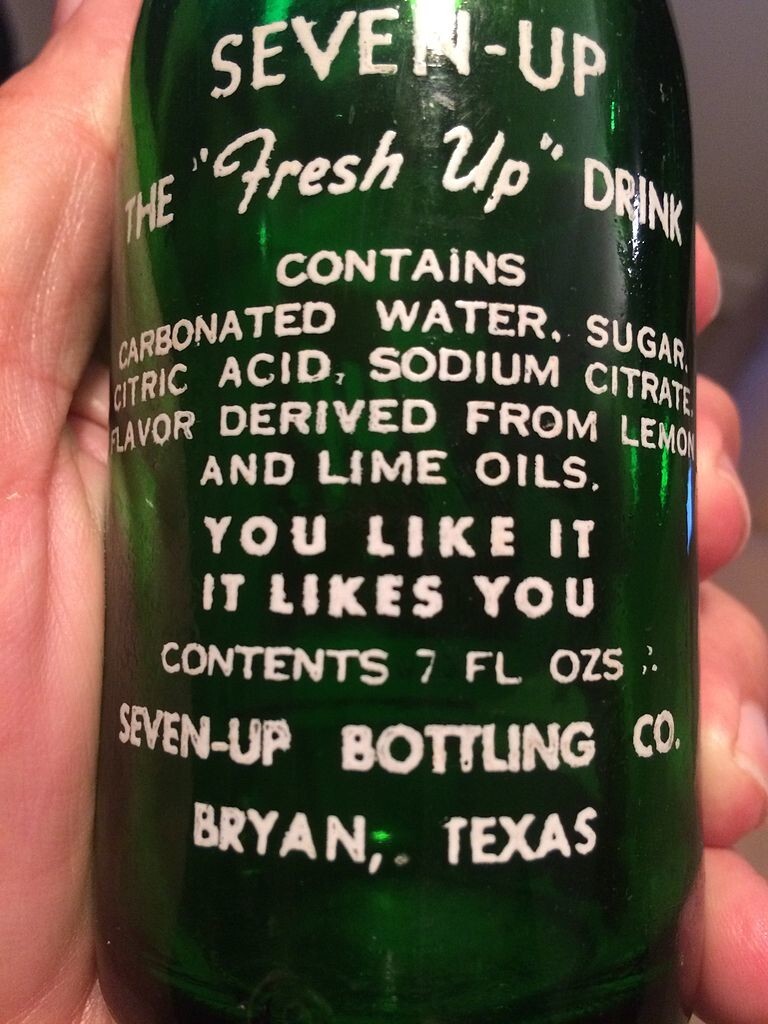 SEVEN-UP
THE "Fresh Up" DRINK
CONTAINS
CARBONATED WATER, SUGAR,
CITRIC ACID, SODIUM CITRATE,
FLAVOR DERIVED FROM LEMON
AND LIME OILS.
YOU LIKE IT
IT LIKES YOU
CONTENTS 7 FL OZS
SEVEN-UP BOTTLING CO.
BRYAN, TEXAS